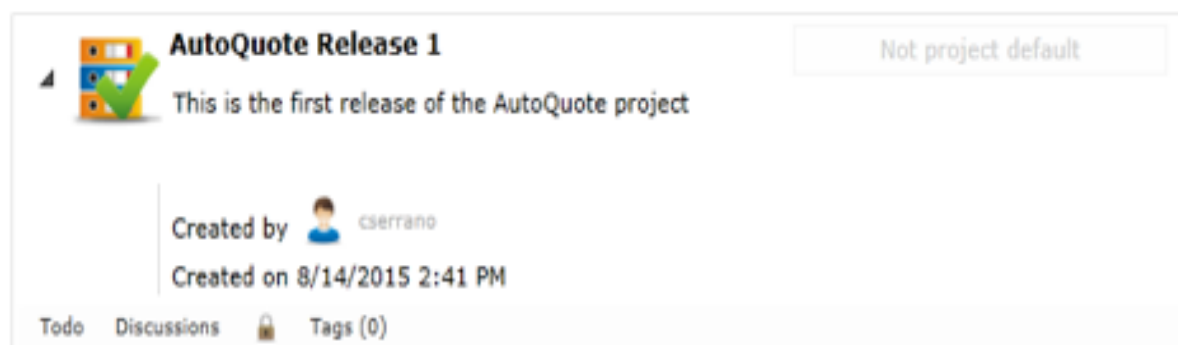 AutoQuote Release 1
Not project default
This is the first release of the AutoQuote project
Created by cserrano
Created on 8/14/2015 2:41 PM
Todo Discussions Tags (0)